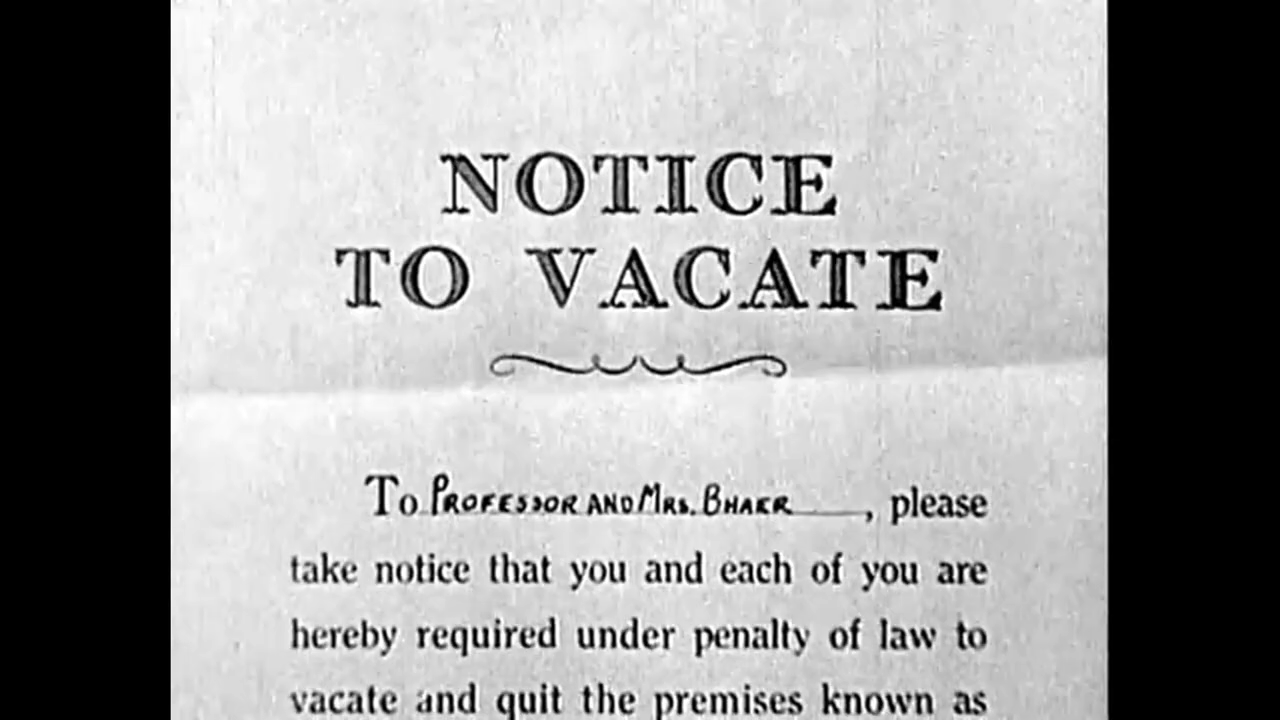 NOTICE
TO VACATE
To Professor and Mrs. Bhaer, please
take notice that you and each of you are
hereby required under penalty of law to
vacate and quit the premises known as